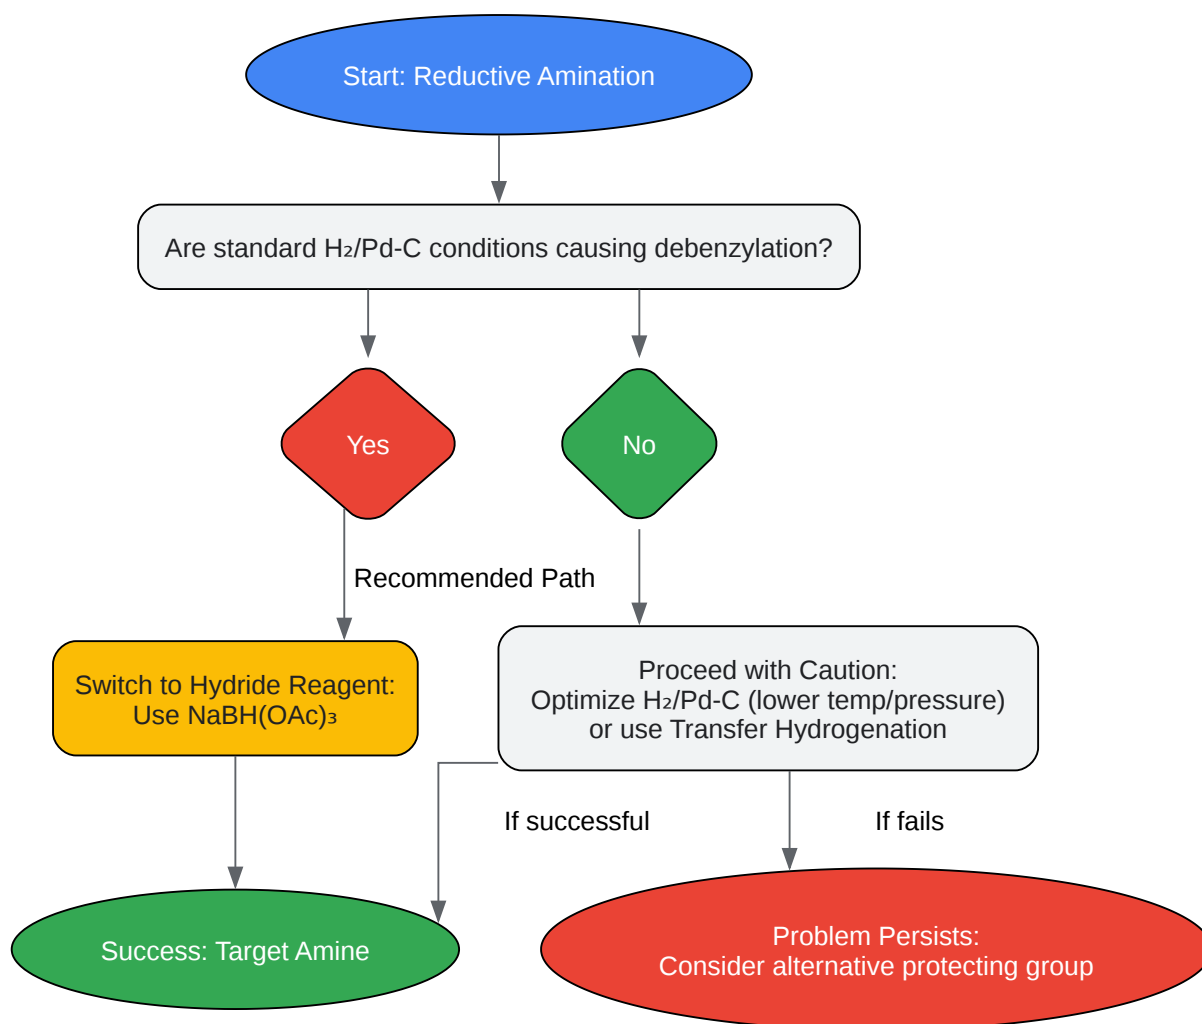 Start: Reductive Amination
Are standard H₂/Pd-C conditions causing debenzylation?
Yes
No
Recommended Path
Switch to Hydride Reagent:
Use NaBH(OAc)₃
Proceed with Caution:
Optimize H₂/Pd-C (lower temp/pressure)
or use Transfer Hydrogenation
If successful
If fails
Success: Target Amine
Problem Persists:
Consider alternative protecting group